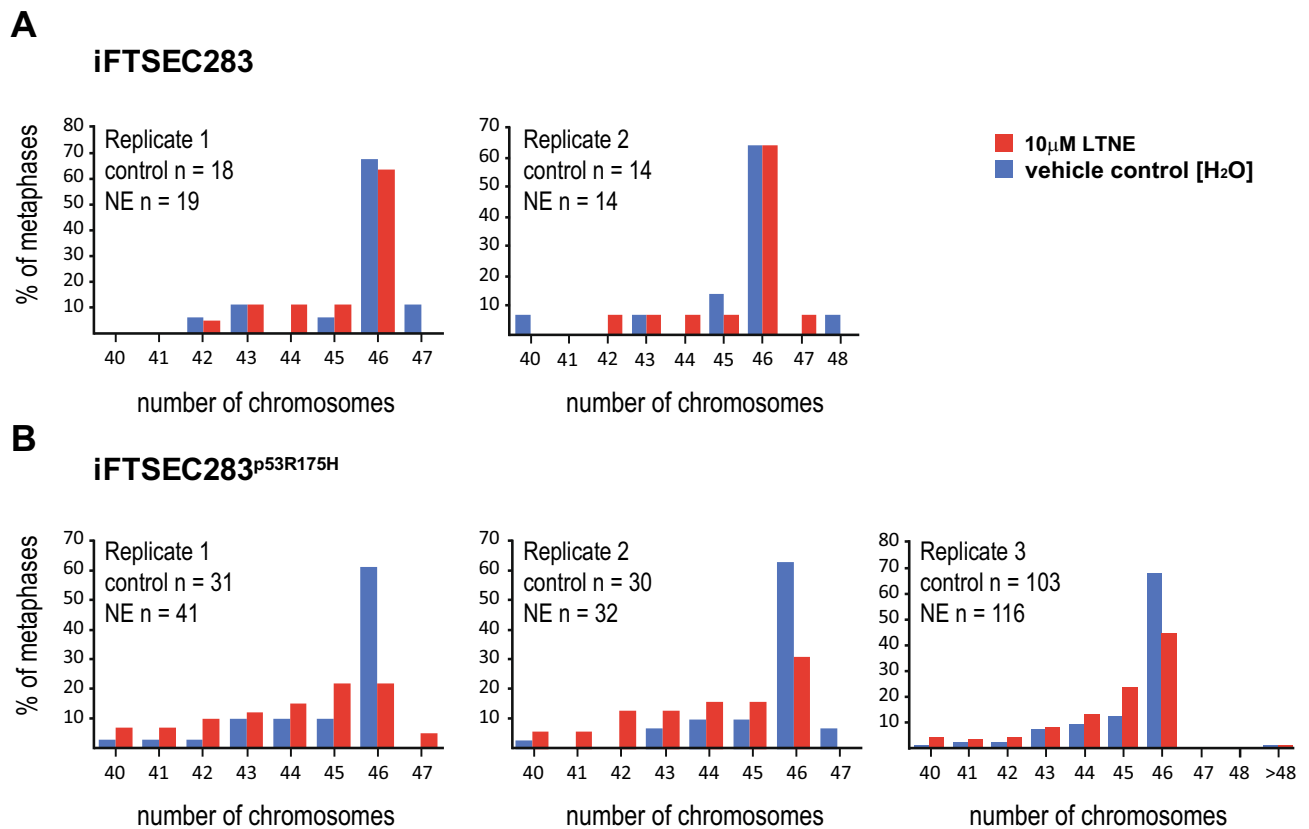 A
iFTSEC283
% of metaphases
80
70
60
50
40
30
20
10
Replicate 1
control n = 18
NE n = 19
40 41 42 43 44 45 46 47
number of chromosomes
70
60
50
40
30
20
10
Replicate 2
control n = 14
NE n = 14
40 41 42 43 44 45 46 47 48
number of chromosomes
10μM LTNE
vehicle control [H₂O]
B
iFTSEC283ᵖ⁵³ᴿ¹⁷⁵ᴴ
% of metaphases
70
60
50
40
30
20
10
Replicate 1
control n = 31
NE n = 41
40 41 42 43 44 45 46 47
number of chromosomes
70
60
50
40
30
20
10
Replicate 2
control n = 30
NE n = 32
40 41 42 43 44 45 46 47
number of chromosomes
80
70
60
50
40
30
20
10
Replicate 3
control n = 103
NE n = 116
40 41 42 43 44 45 46 47 48 >48
number of chromosomes